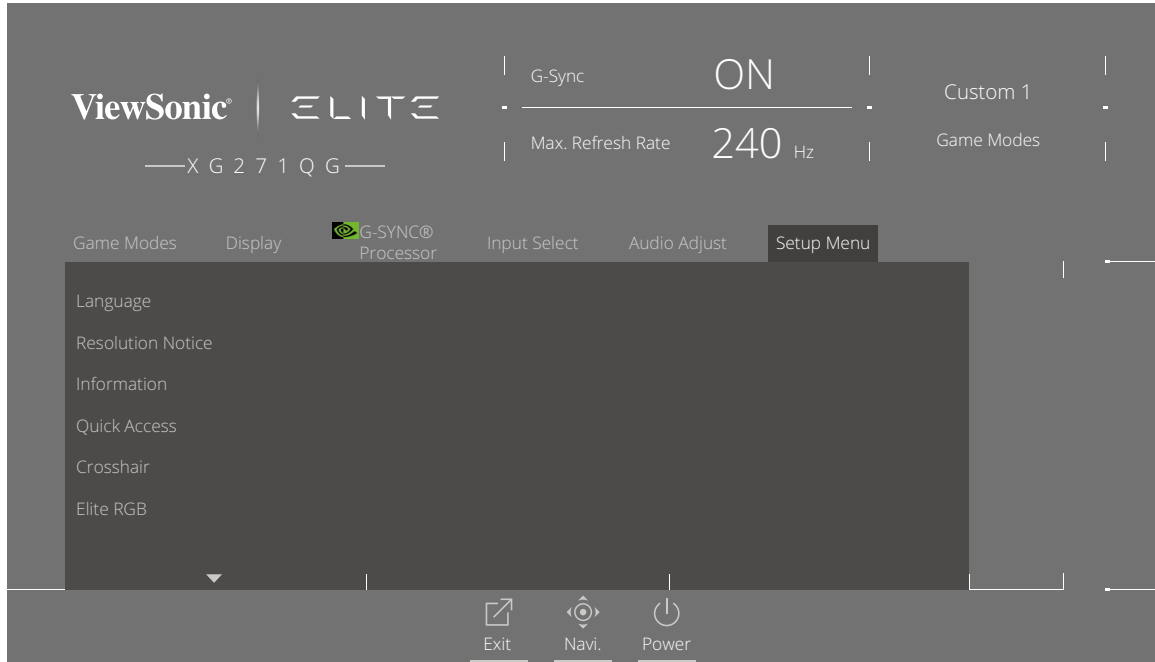 ViewSonic® ELITE
XG271QG
G-Sync ON
Max. Refresh Rate 240 Hz
Custom 1
Game Modes
Game Modes Display G-SYNC® Processor Input Select Audio Adjust Setup Menu
Language
Resolution Notice
Information
Quick Access
Crosshair
Elite RGB
Exit Navi. Power